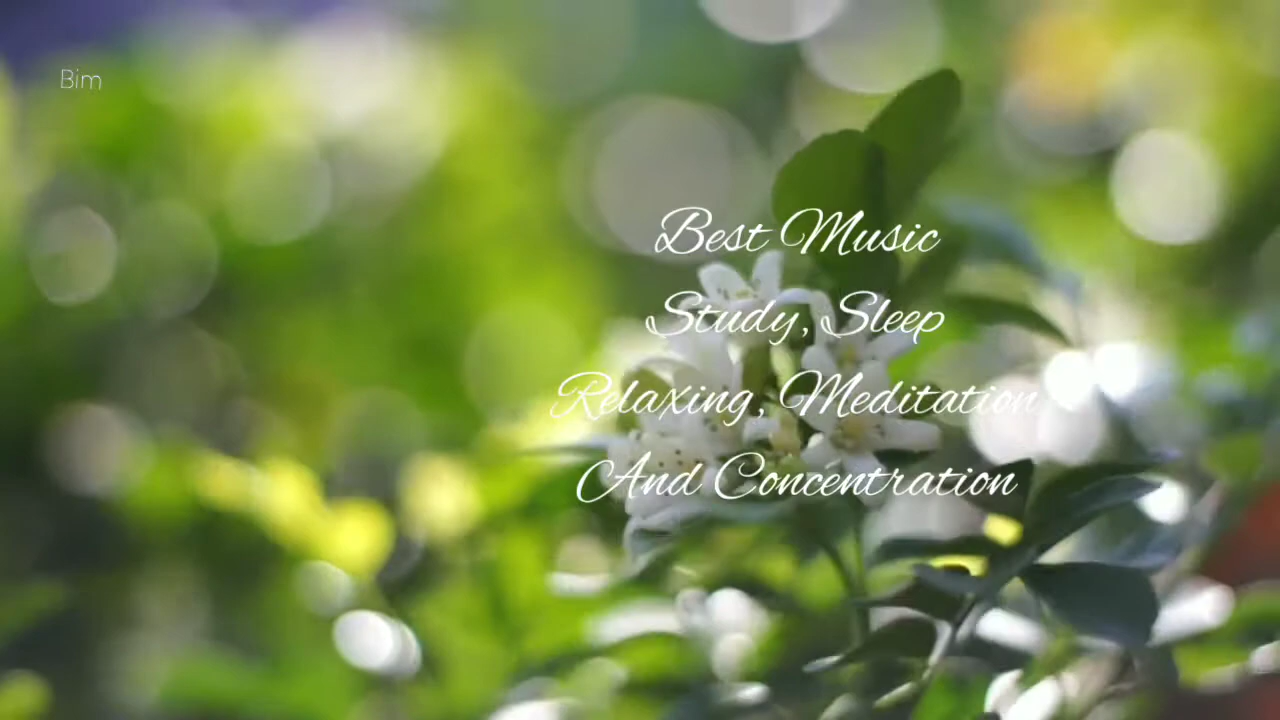 Bim
Best Music
Study, Sleep
Relaxing, Meditation
And Concentration